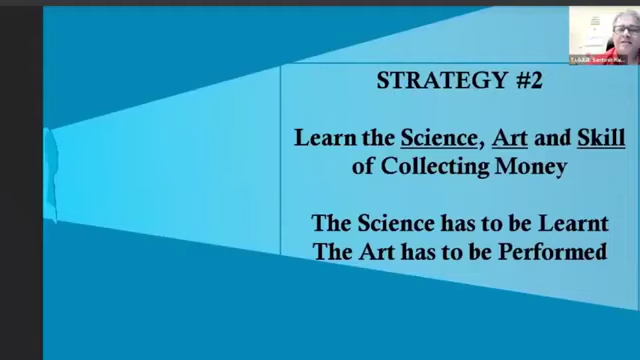 STRATEGY #2
Learn the Science, Art and Skill
of Collecting Money
The Science has to be Learnt
The Art has to be Performed